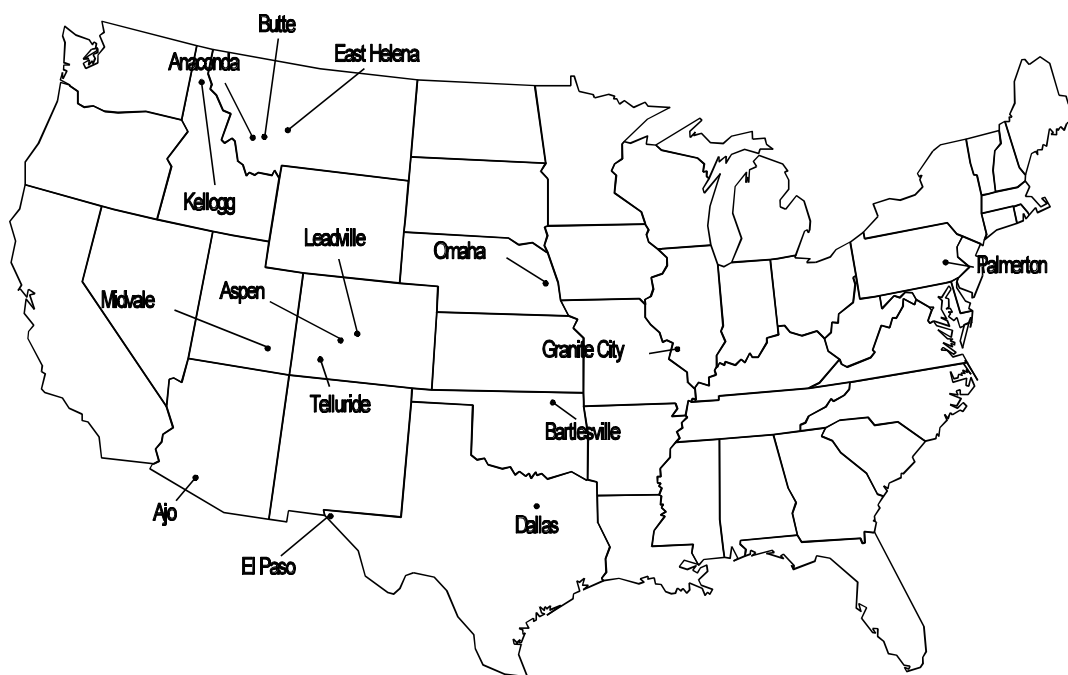 Butte
East Helena
Anaconda
Kellogg
Leadville
Omaha
Palmerton
Aspen
Midvale
Granite City
Telluride
Bartlesville
Ajo
Dallas
El Paso